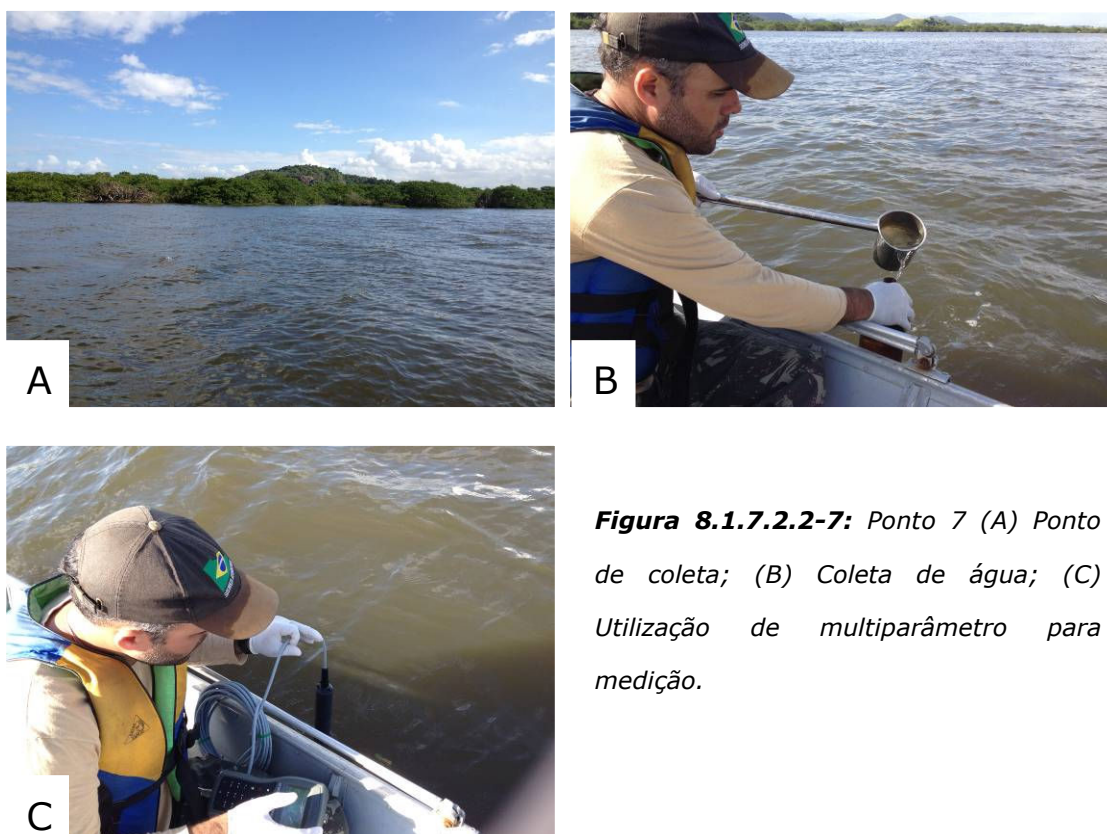 A
B
Figura 8.1.7.2.2-7: Ponto 7 (A) Ponto
de coleta; (B) Coleta de água; (C)
Utilização de multiparâmetro para
medição.
C